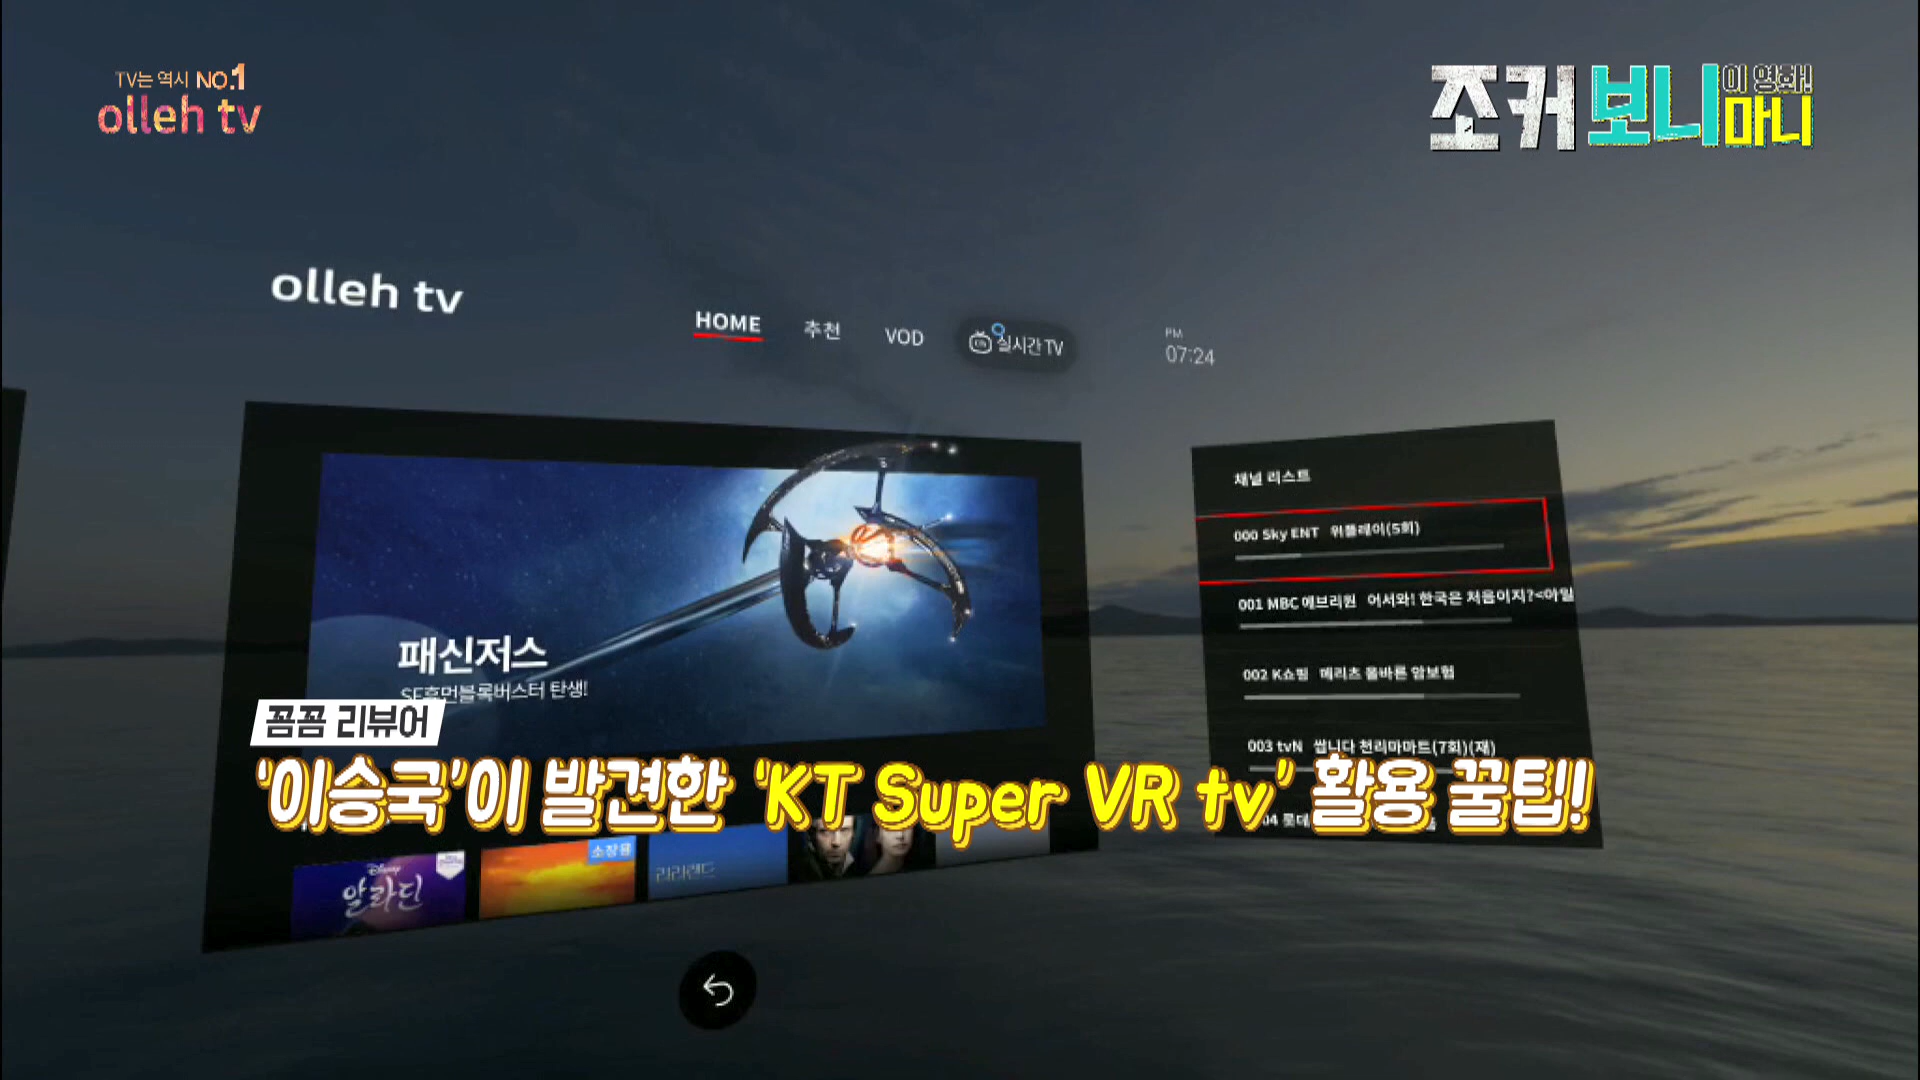 TV는 역시 NO.1
olleh tv
조커 보니 이 영화!
마니
olleh tv
HOME 추천 VOD 실시간 TV
PM
07:24
채널 리스트
000 Sky ENT 위플레이(5회)
001 MBC 에브리원 어서와! 한국은 처음이지?<아일
002 K쇼핑 메리츠 올바른 암보험
003 tvN 쌉니다 천리마마트(7회)(재)
패신저스
SF휴먼블록버스터 탄생!
꼼꼼 리뷰어
'이승국'이 발견한 'KT Super VR tv' 활용 꿀팁!
Disney
알라딘
소장용